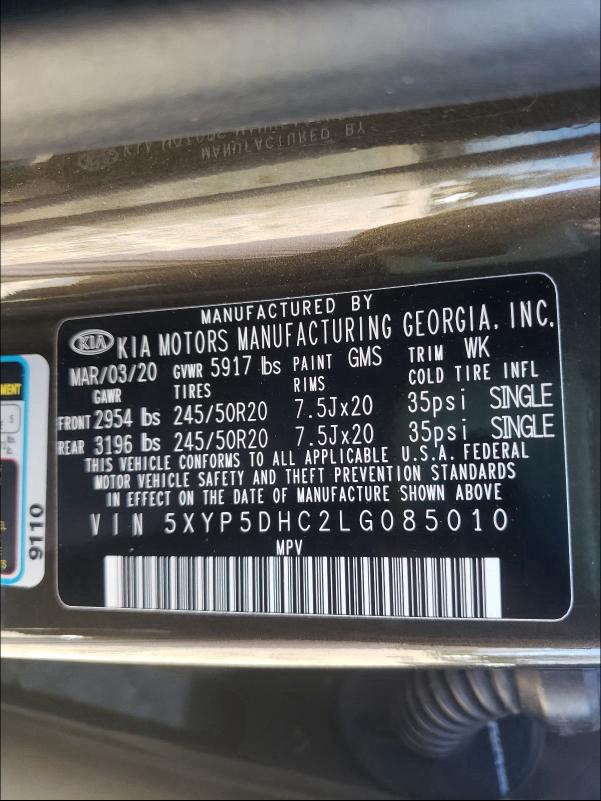 MANUFACTURED BY
KIA KIA MOTORS MANUFACTURING GEORGIA, INC.
MAR/03/20 GVWR 5917 lbs PAINT GMS TRIM WK
GAWR TIRES RIMS COLD TIRE INFL
FRONT 2954 lbs 245/50R20 7.5Jx20 35psi SINGLE
REAR 3196 lbs 245/50R20 7.5Jx20 35psi SINGLE
THIS VEHICLE CONFORMS TO ALL APPLICABLE U.S.A. FEDERAL
MOTOR VEHICLE SAFETY AND THEFT PREVENTION STANDARDS
IN EFFECT ON THE DATE OF MANUFACTURE SHOWN ABOVE
VIN 5XYP5DHC2LG085010
MPV
9110